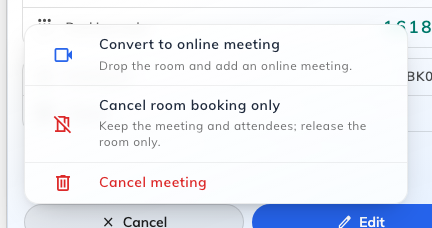 1618
Convert to online meeting
Drop the room and add an online meeting.
BK0
Cancel room booking only
Keep the meeting and attendees; release the
room only.
Cancel meeting
Cancel
Edit